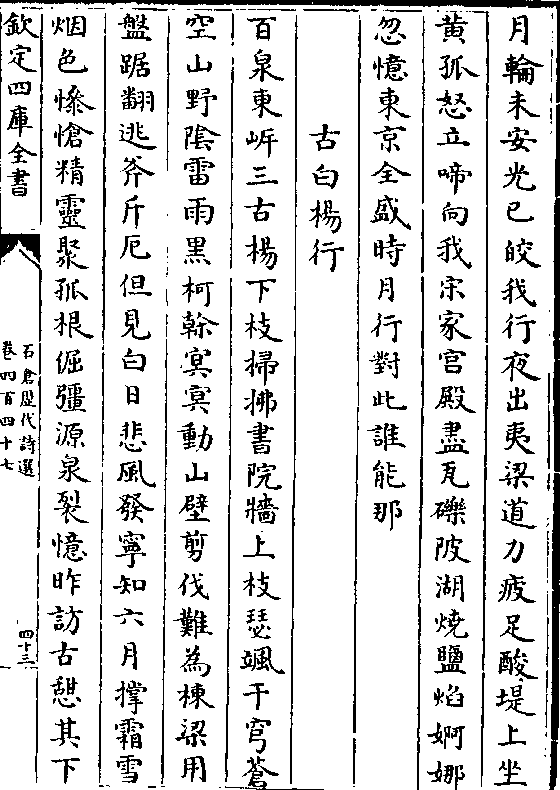 月輪未安光已皎我行夜出夷梁道力疲足酸堤上坐
黄孤怒立啼向我宋家宫殿盡瓦礫陂湖燒鹽焰婀娜
忽憶東京全盛時月行對此誰能那
古白楊行
百泉東㟁三古楊下枝掃拂書院牆上枝瑟颯干穹蒼
空山野陰雷雨黒柯榦㝠㝠動山壁剪伐難為棟梁用
盤踞翻逃斧斤厄但見白日悲風發寧知六月撑霜雪
烟色慘愴精靈聚孤根倔彊源泉裂憶昨訪古憇其下
欽定四庫全書
石倉歴代詩選
卷四百四十七
四十三